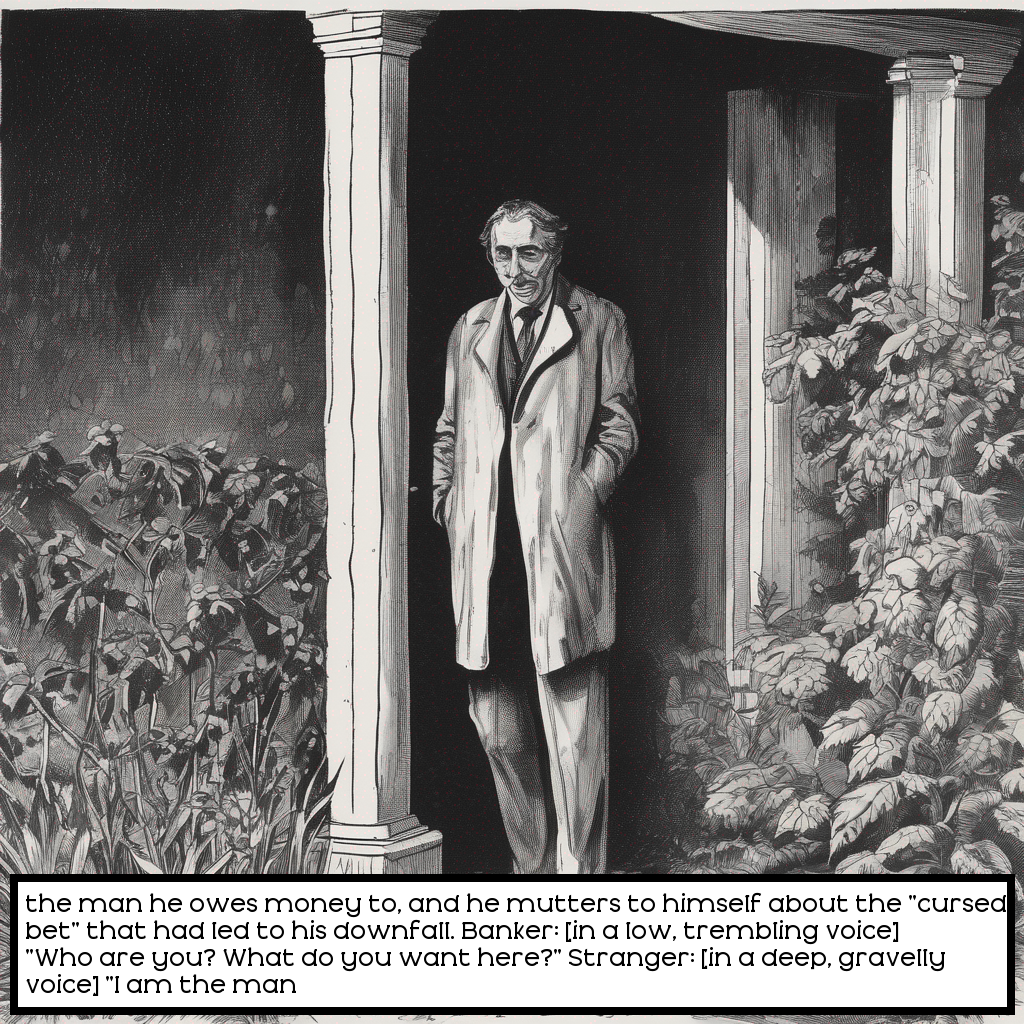 the man he owes money to, and he mutters to himself about the "cursed
bet" that had led to his downfall. Banker: [in a low, trembling voice]
"Who are you? What do you want here?" Stranger: [in a deep, gravelly
voice] "I am the man